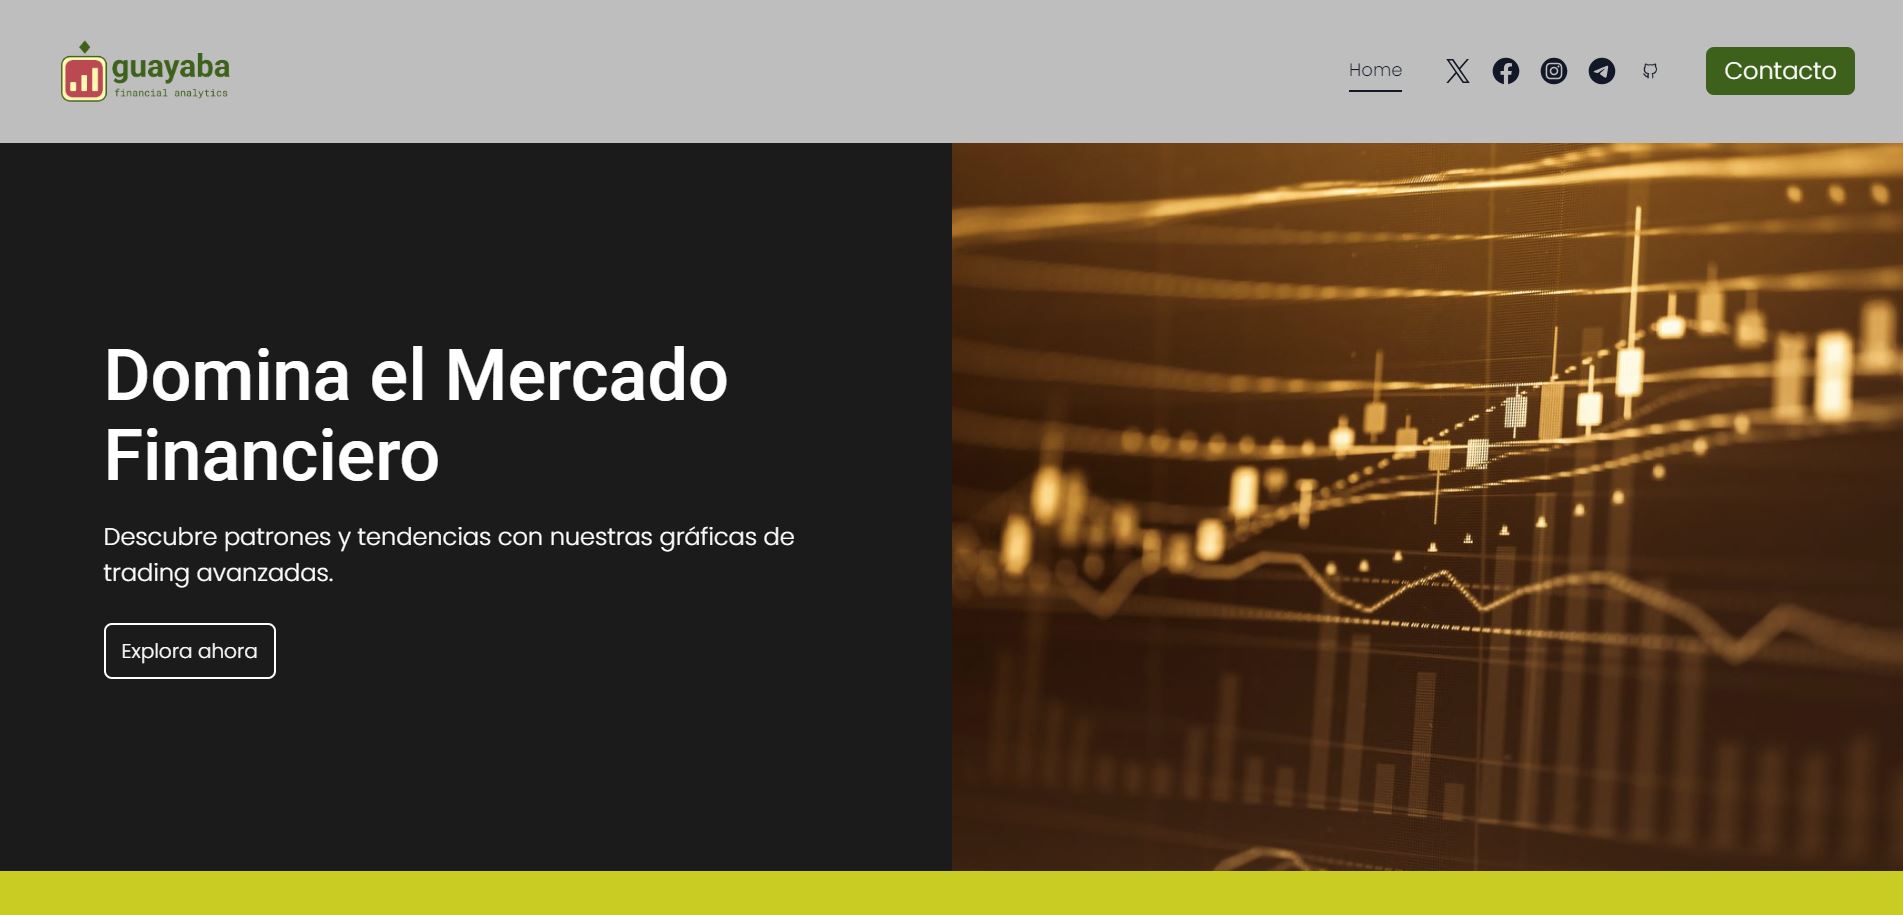 guayaba
financial analytics
Home
Contacto
Domina el Mercado
Financiero
Descubre patrones y tendencias con nuestras gráficas de
trading avanzadas.
Explora ahora